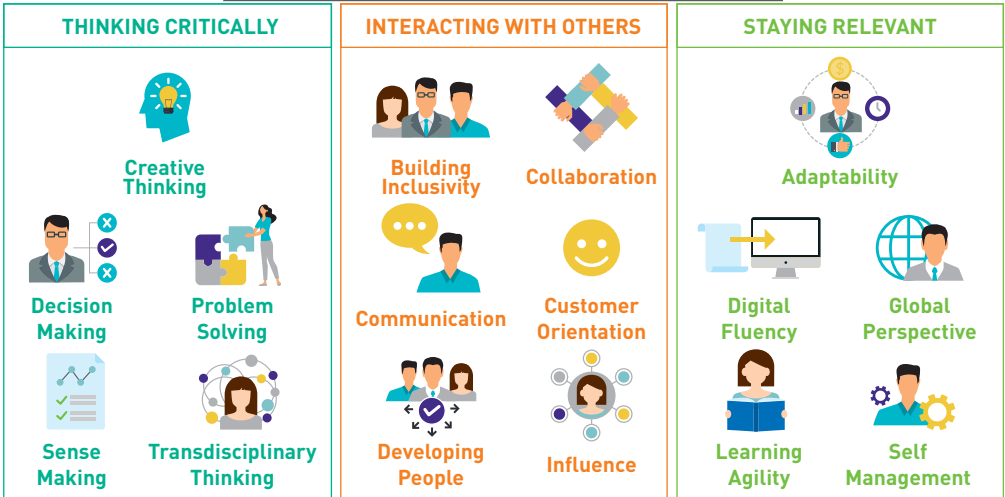 THINKING CRITICALLY
Creative
Thinking
Decision
Making
Problem
Solving
Sense
Making
Transdisciplinary
Thinking
INTERACTING WITH OTHERS
Building
Inclusivity
Collaboration
Communication
Customer
Orientation
Developing
People
Influence
STAYING RELEVANT
$
Adaptability
Digital
Fluency
Global
Perspective
Learning
Agility
Self
Management